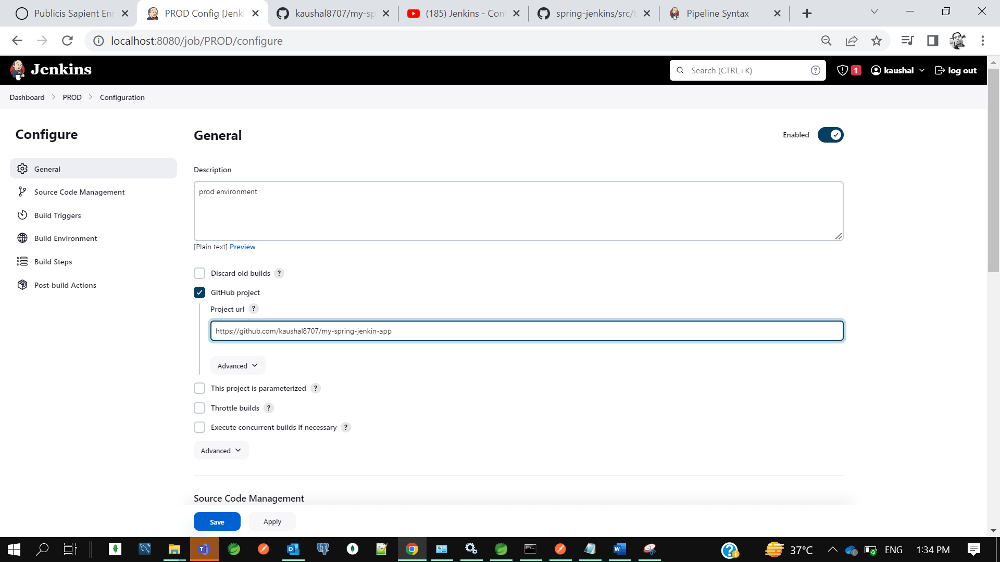 Publicis Sapient Enr
PROD Config [Jenki
kaushal8707/my-sp
(185) Jenkins - Con
spring-jenkins/src/t
Pipeline Syntax
localhost:8080/job/PROD/configure
Jenkins
Search (CTRL+K)
1
kaushal
log out
Dashboard > PROD > Configuration
Configure
General
Source Code Management
Build Triggers
Build Environment
Build Steps
Post-build Actions
General
Enabled
Description
prod environment
[Plain text] Preview
Discard old builds ?
GitHub project
Project url ?
https://github.com/kaushal8707/my-spring-jenkin-app
Advanced
This project is parameterized ?
Throttle builds ?
Execute concurrent builds if necessary ?
Advanced
Source Code Management
Save
Apply
37°C
ENG
1:34 PM